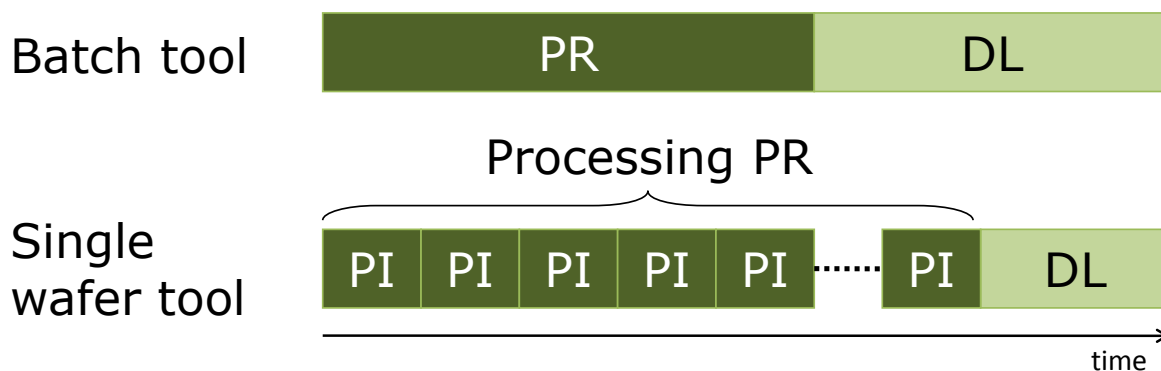 Batch tool
PR DL
Processing PR
Single
wafer tool
PI PI PI PI PI PI DL
time